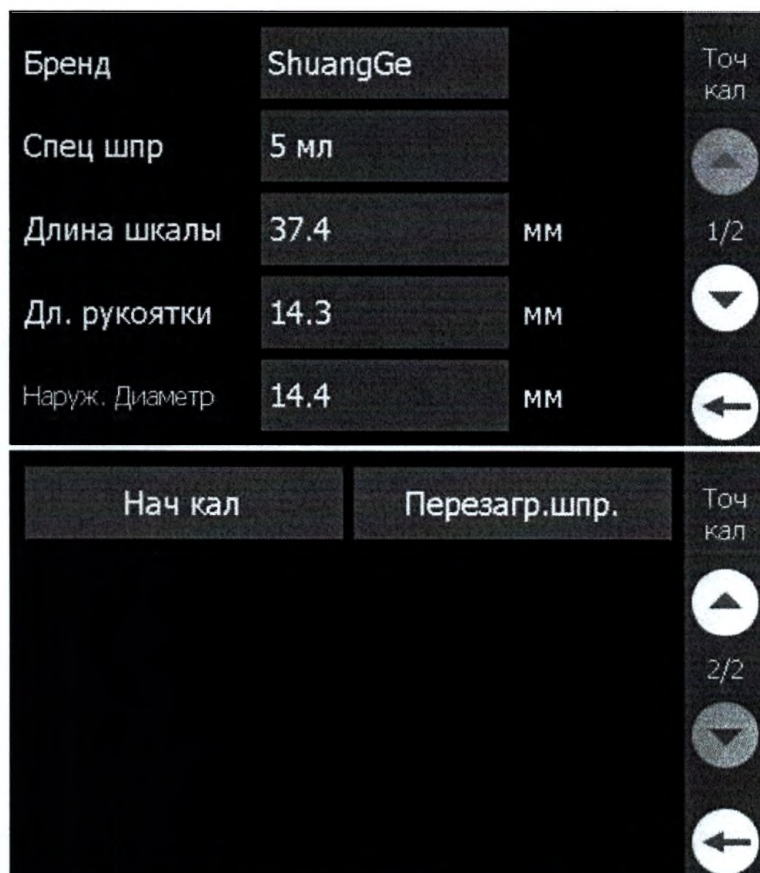 Бренд ShuangGe
Спец шпр 5 мл
Длина шкалы 37.4 мм
Дл. рукоятки 14.3 мм
Наруж. Диаметр 14.4 мм
Точ
кал
1/2
Нач кал Перезагр.шпр.
Точ
кал
2/2